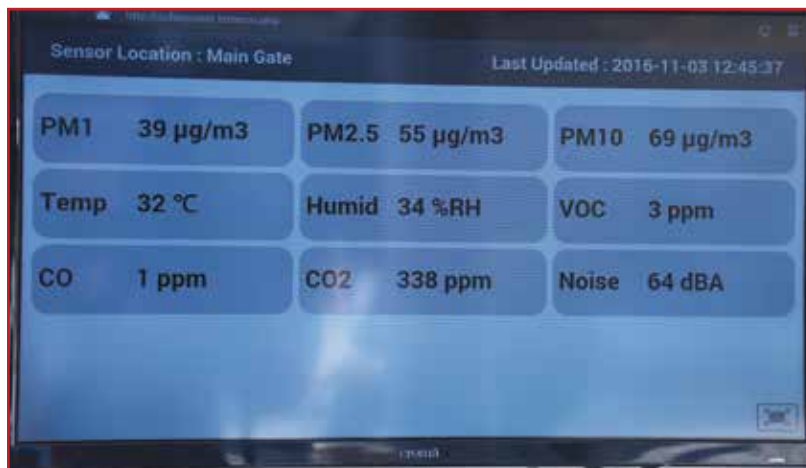 Sensor Location : Main Gate
Last Updated : 2016-11-03 12:45:37
PM1 39 µg/m3 PM2.5 55 µg/m3 PM10 69 µg/m3
Temp 32 °C Humid 34 %RH VOC 3 ppm
CO 1 ppm CO2 338 ppm Noise 64 dBA